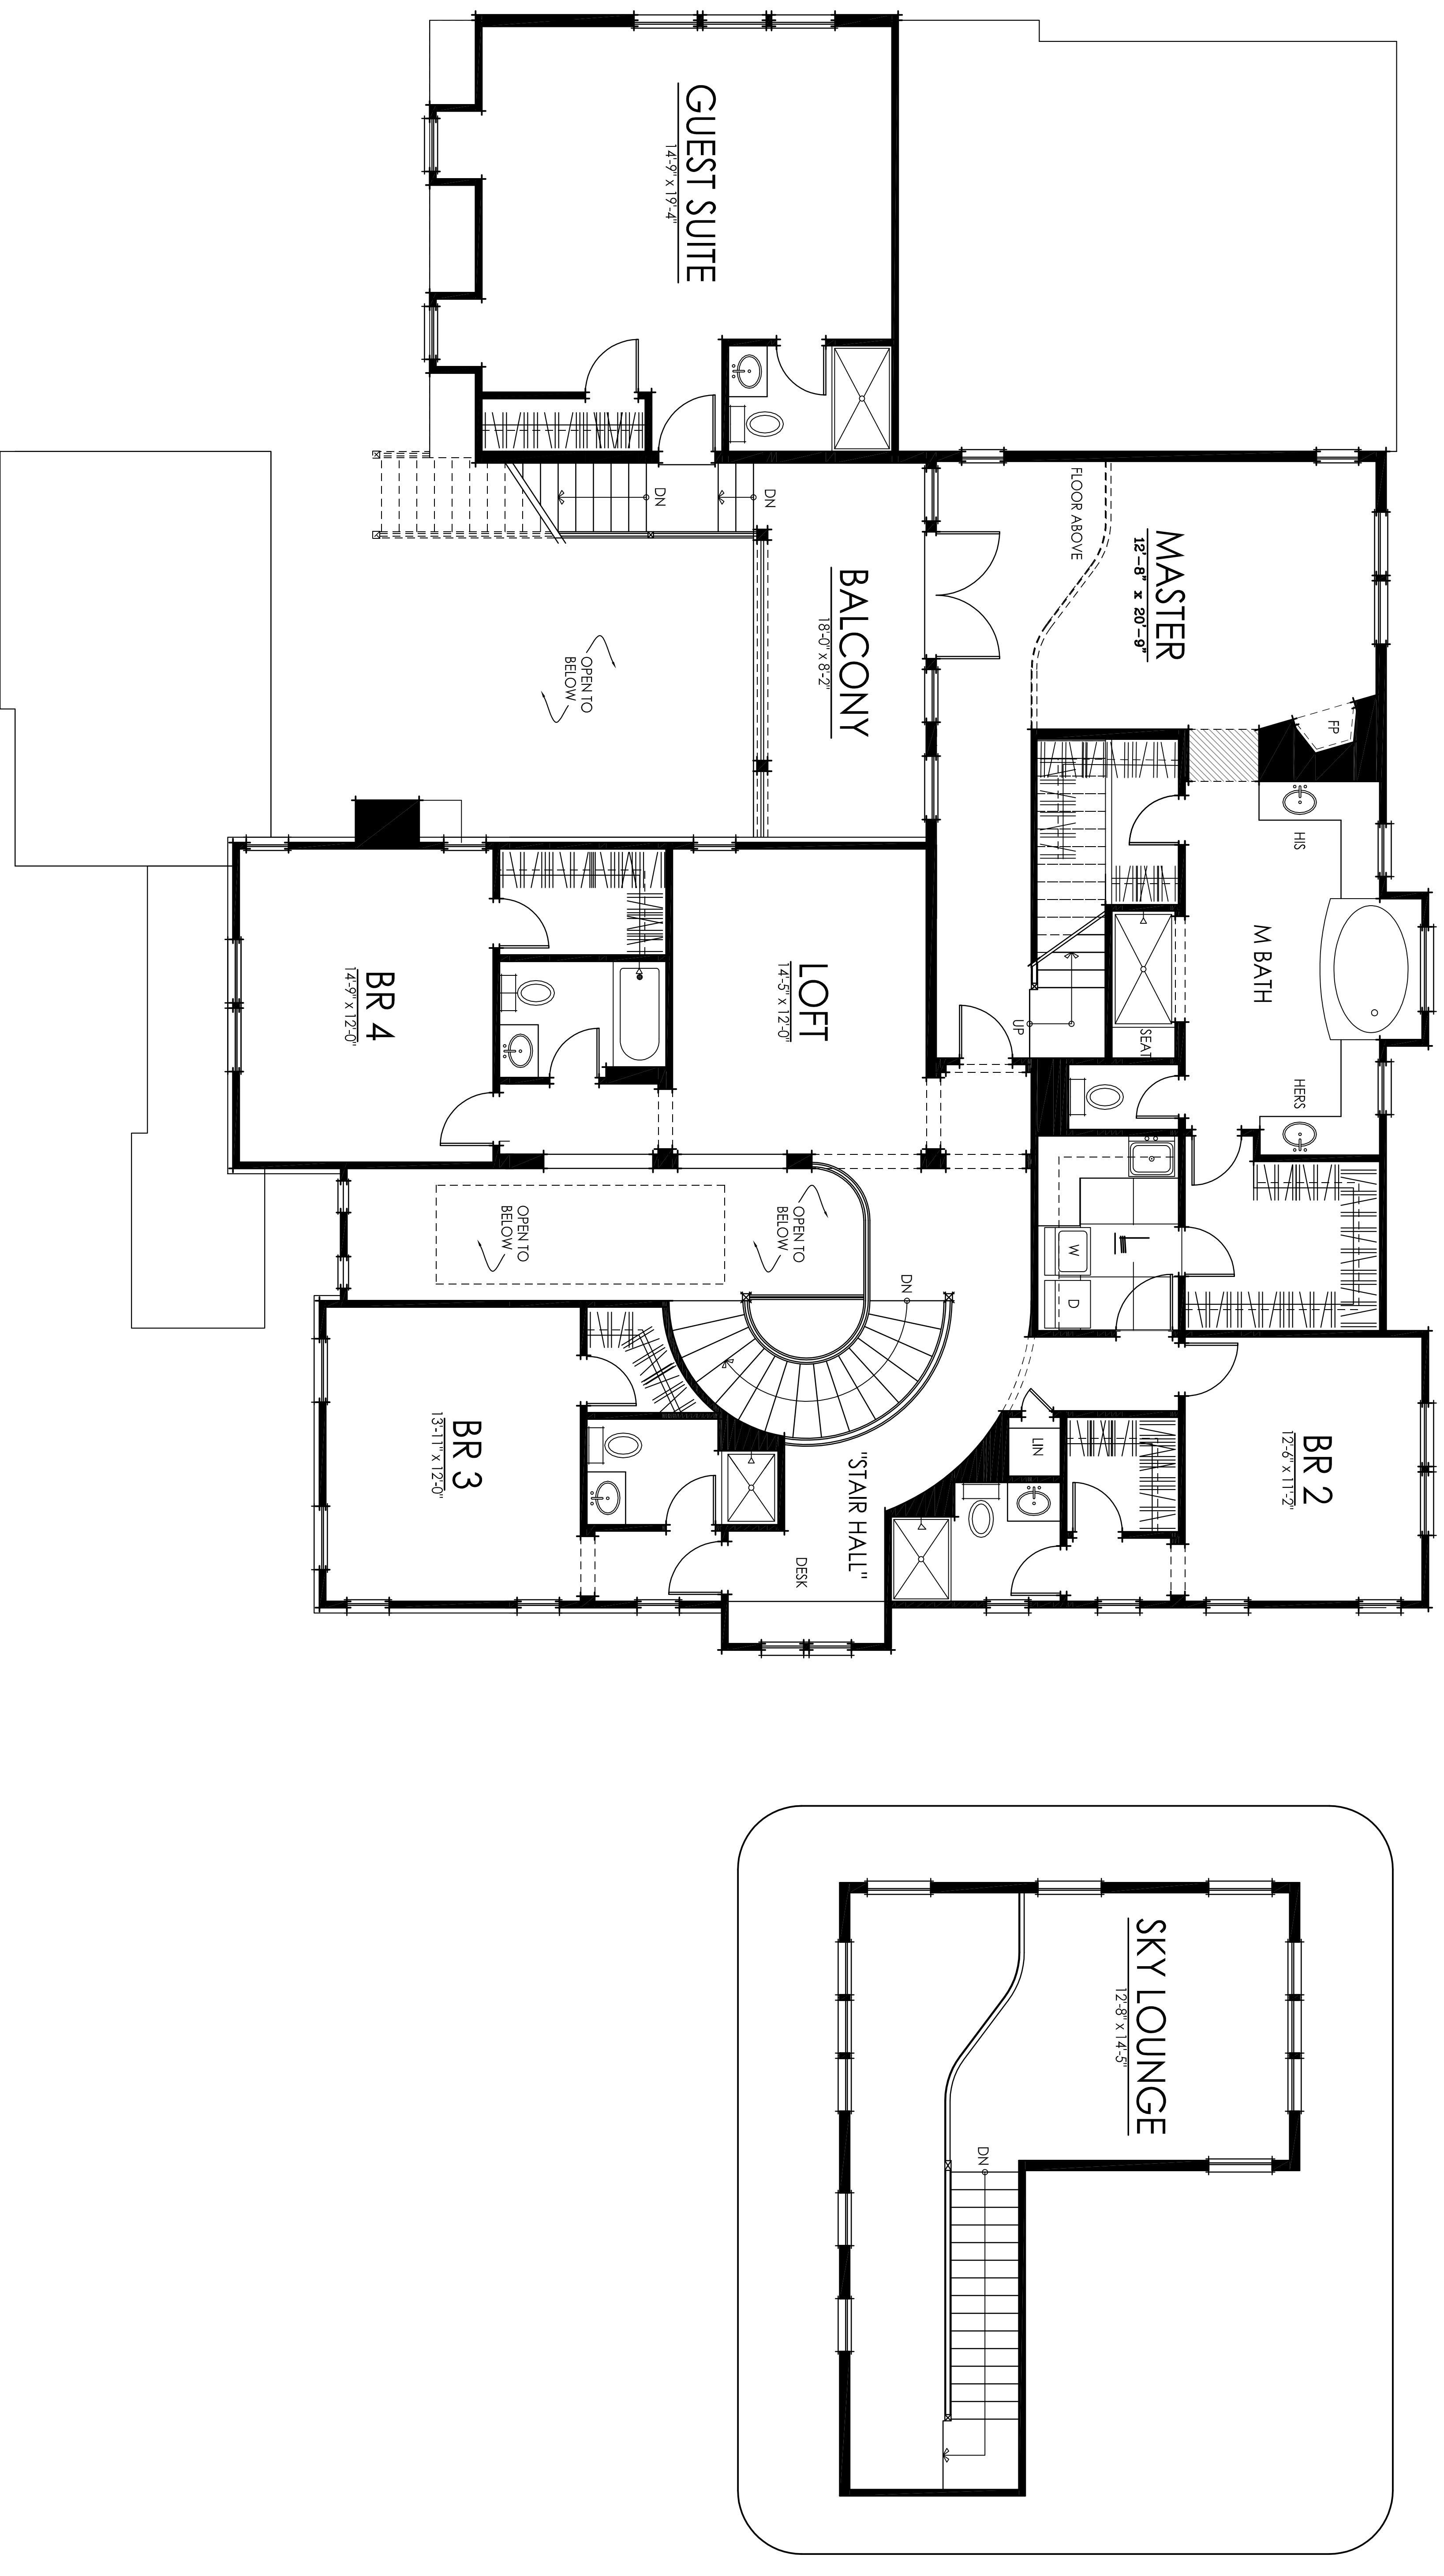 GUEST SUITE
14'-9" x 19'-4"
MASTER
12'-8" x 20'-9"
FLOOR ABOVE
FP
DN
DN
BALCONY
18'-0" x 8'-2"
OPEN TO
BELOW
HIS
M BATH
HERS
SEAT
UP
LOFT
14'-5" x 12'-0"
BR 4
14'-9" x 12'-0"
OPEN TO
BELOW
OPEN TO
BELOW
DN
W
D
L
BR 2
12'-6" x 11'-2"
LIN
"STAIR HALL"
DESK
BR 3
13'-11" x 12'-0"
SKY LOUNGE
12'-8" x 14'-5"
DN